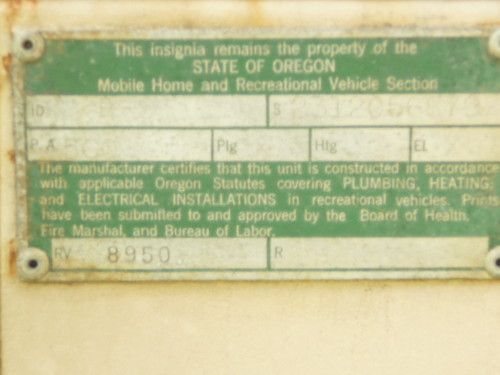 This insignia remains the property of the
STATE OF OREGON
Mobile Home and Recreational Vehicle Section
ID S
P.A. Plg Htg EL
The manufacturer certifies that this unit is constructed in accordance
with applicable Oregon Statutes covering PLUMBING, HEATING
and ELECTRICAL INSTALLATIONS in recreational vehicles. Prints
have been submitted to and approved by the Board of Health,
Fire Marshal, and Bureau of Labor.
RV 8950 R